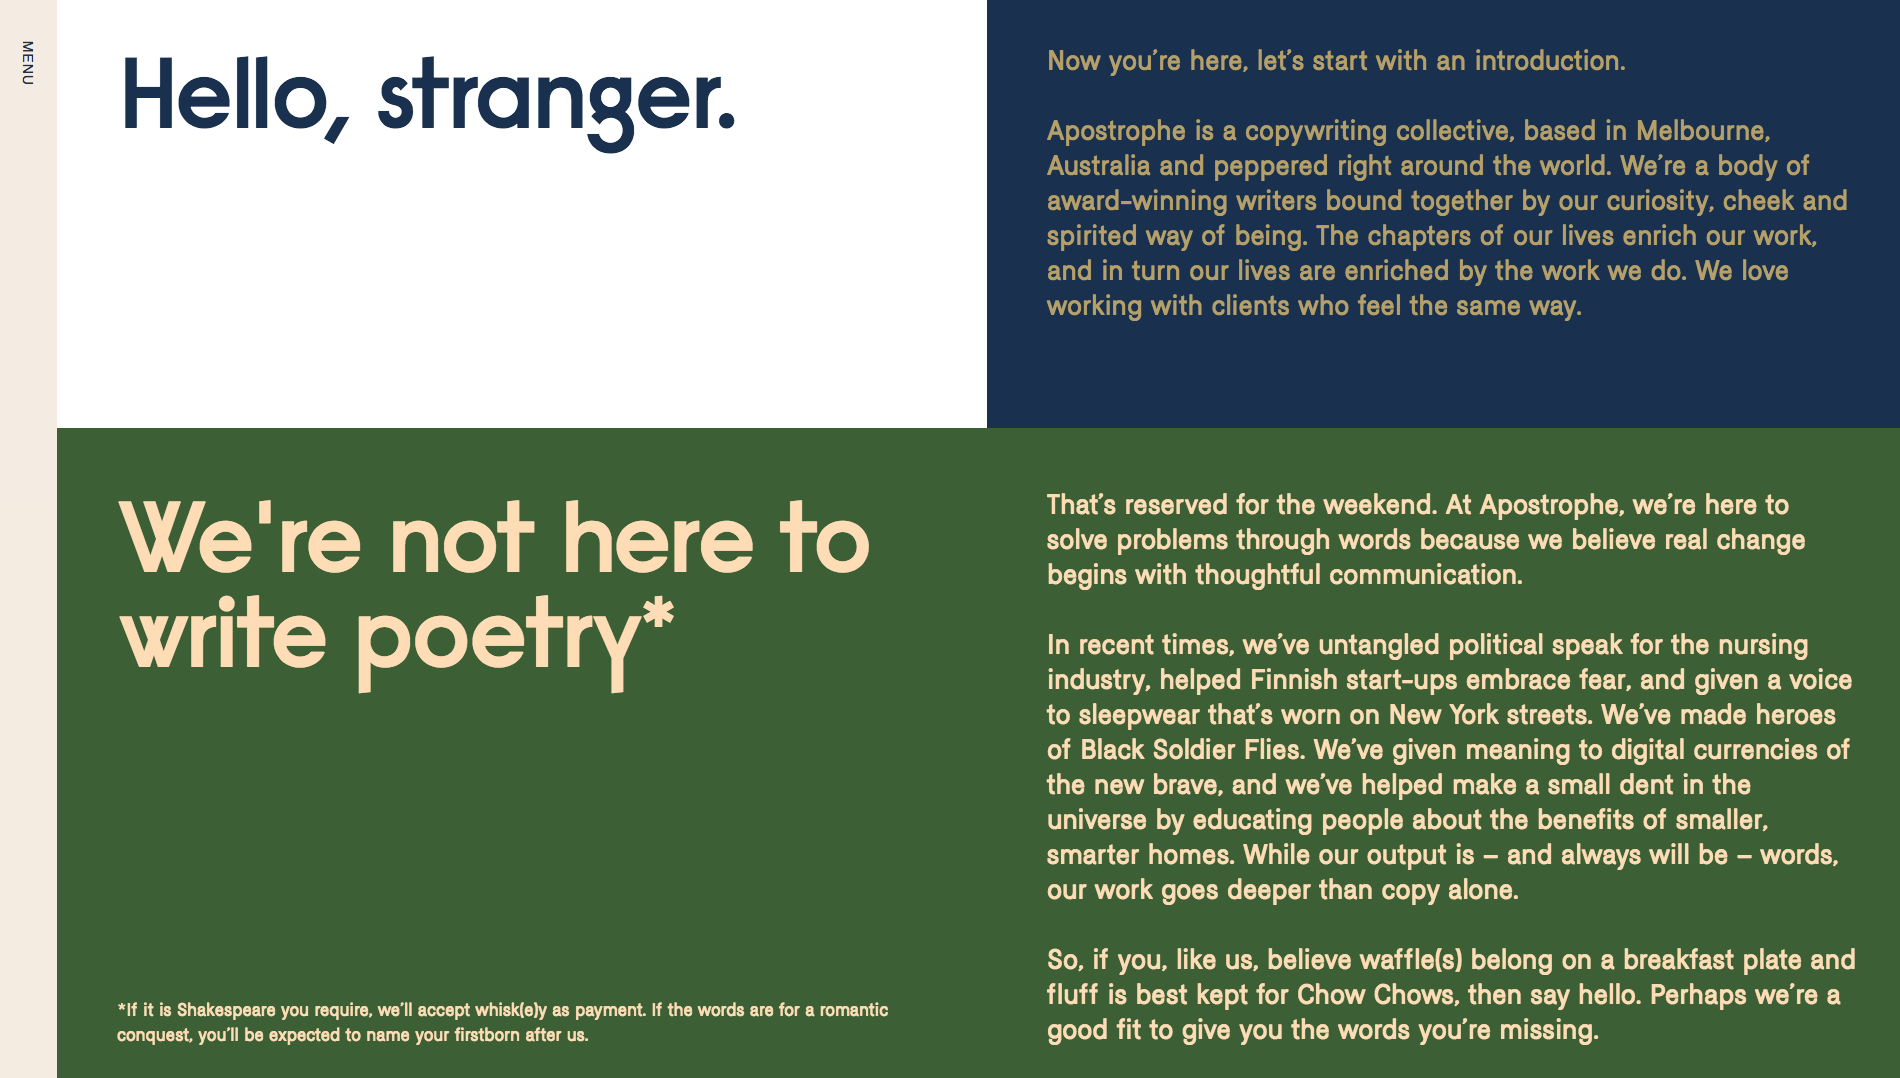 MENU
Hello, stranger.
Now you’re here, let’s start with an introduction.
Apostrophe is a copywriting collective, based in Melbourne,
Australia and peppered right around the world. We’re a body of
award-winning writers bound together by our curiosity, cheek and
spirited way of being. The chapters of our lives enrich our work,
and in turn our lives are enriched by the work we do. We love
working with clients who feel the same way.
We're not here to
write poetry*
*If it is Shakespeare you require, we’ll accept whisk(e)y as payment. If the words are for a romantic
conquest, you’ll be expected to name your firstborn after us.
That’s reserved for the weekend. At Apostrophe, we’re here to
solve problems through words because we believe real change
begins with thoughtful communication.
In recent times, we’ve untangled political speak for the nursing
industry, helped Finnish start-ups embrace fear, and given a voice
to sleepwear that’s worn on New York streets. We’ve made heroes
of Black Soldier Flies. We’ve given meaning to digital currencies of
the new brave, and we’ve helped make a small dent in the
universe by educating people about the benefits of smaller,
smarter homes. While our output is – and always will be – words,
our work goes deeper than copy alone.
So, if you, like us, believe waffle(s) belong on a breakfast plate and
fluff is best kept for Chow Chows, then say hello. Perhaps we’re a
good fit to give you the words you’re missing.